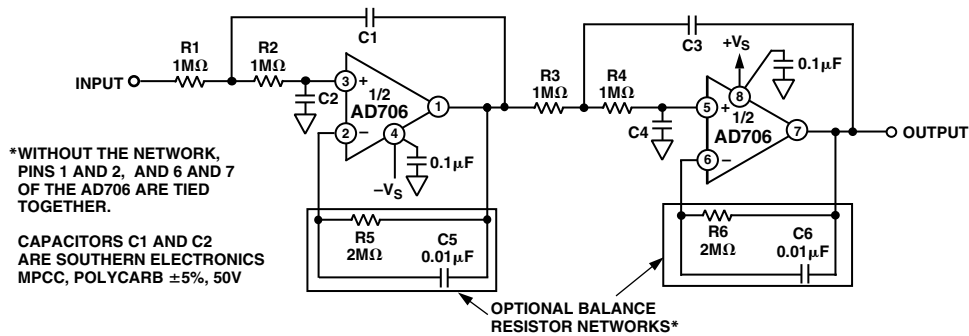 C1
C3
R1
1MΩ
R2
1MΩ
INPUT
C2
3
+
1/2
AD706
1
2
–
4
0.1µF
–VS
R3
1MΩ
R4
1MΩ
C4
+VS
0.1µF
8
5
+
1/2
AD706
7
6
–
OUTPUT
*WITHOUT THE NETWORK,
PINS 1 AND 2, AND 6 AND 7
OF THE AD706 ARE TIED
TOGETHER.
CAPACITORS C1 AND C2
ARE SOUTHERN ELECTRONICS
MPCC, POLYCARB ±5%, 50V
R5
2MΩ
C5
0.01µF
R6
2MΩ
C6
0.01µF
OPTIONAL BALANCE
RESISTOR NETWORKS*